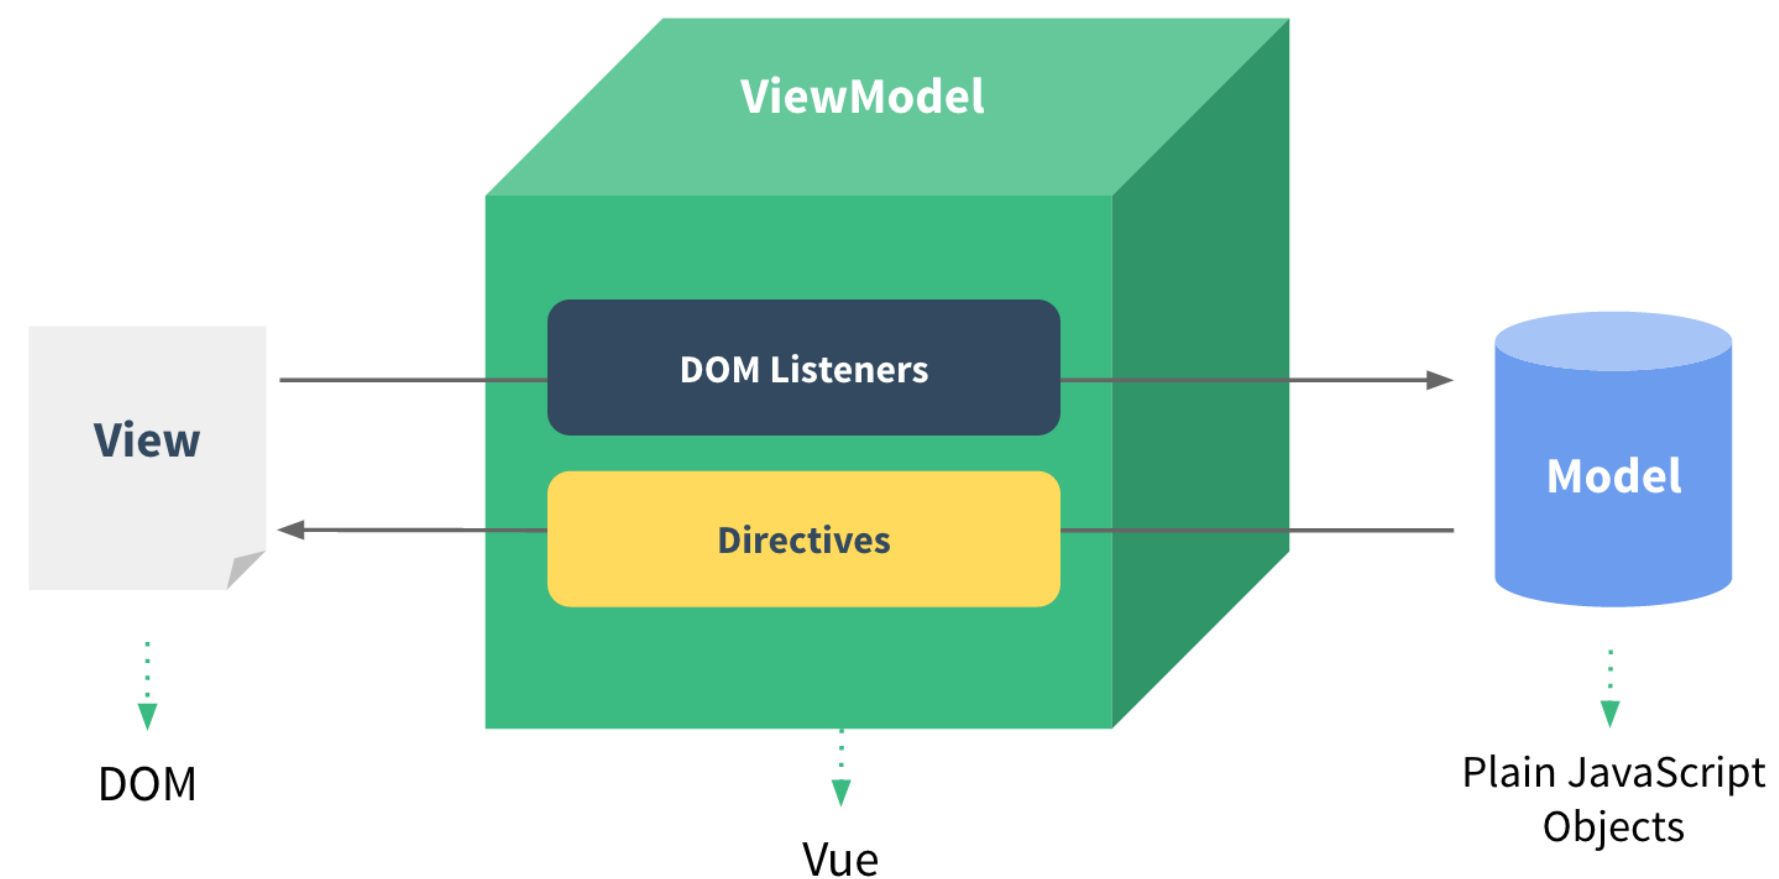 ViewModel
DOM Listeners
View
Model
Directives
DOM
Plain JavaScript
Objects
Vue